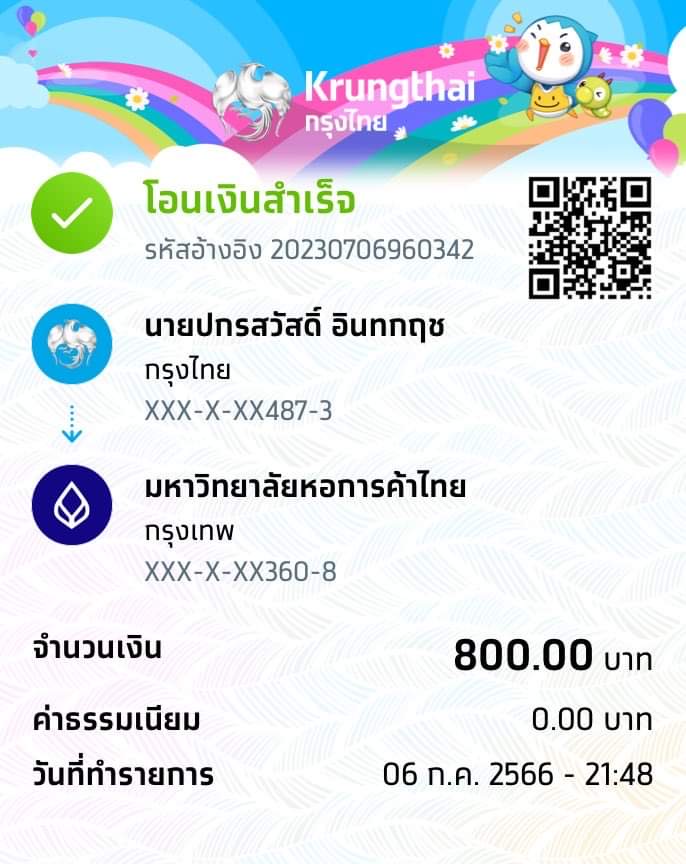 Krungthai
กรุงไทย
โอนเงินสำเร็จ
รหัสอ้างอิง 20230706960342
นายปกรสวัสดิ์ อินทกฤช
กรุงไทย
XXX-X-XX487-3
มหาวิทยาลัยหอการค้าไทย
กรุงเทพ
XXX-X-XX360-8
จำนวนเงิน 800.00 บาท
ค่าธรรมเนียม 0.00 บาท
วันที่ทำรายการ 06 ก.ค. 2566 - 21:48